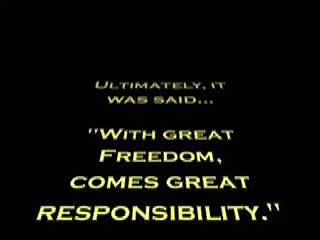 Ultimately, it
was said...
"With great
Freedom,
comes great
responsibility."